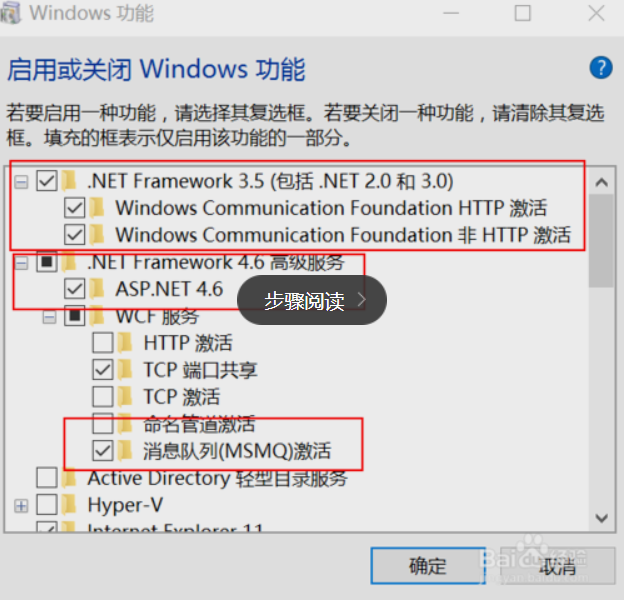 Windows 功能
启用或关闭 Windows 功能
?
若要启用一种功能，请选择其复选框。若要关闭一种功能，请清除其复选
框。填充的框表示仅启用该功能的一部分。
.NET Framework 3.5 (包括 .NET 2.0 和 3.0)
Windows Communication Foundation HTTP 激活
Windows Communication Foundation 非 HTTP 激活
.NET Framework 4.6 高级服务
ASP.NET 4.6
步骤阅读
WCF 服务
HTTP 激活
TCP 端口共享
TCP 激活
命名管道激活
消息队列(MSMQ)激活
Active Directory 轻型目录服务
Hyper-V
Internet Explorer 11
确定
取消
Baidu经验